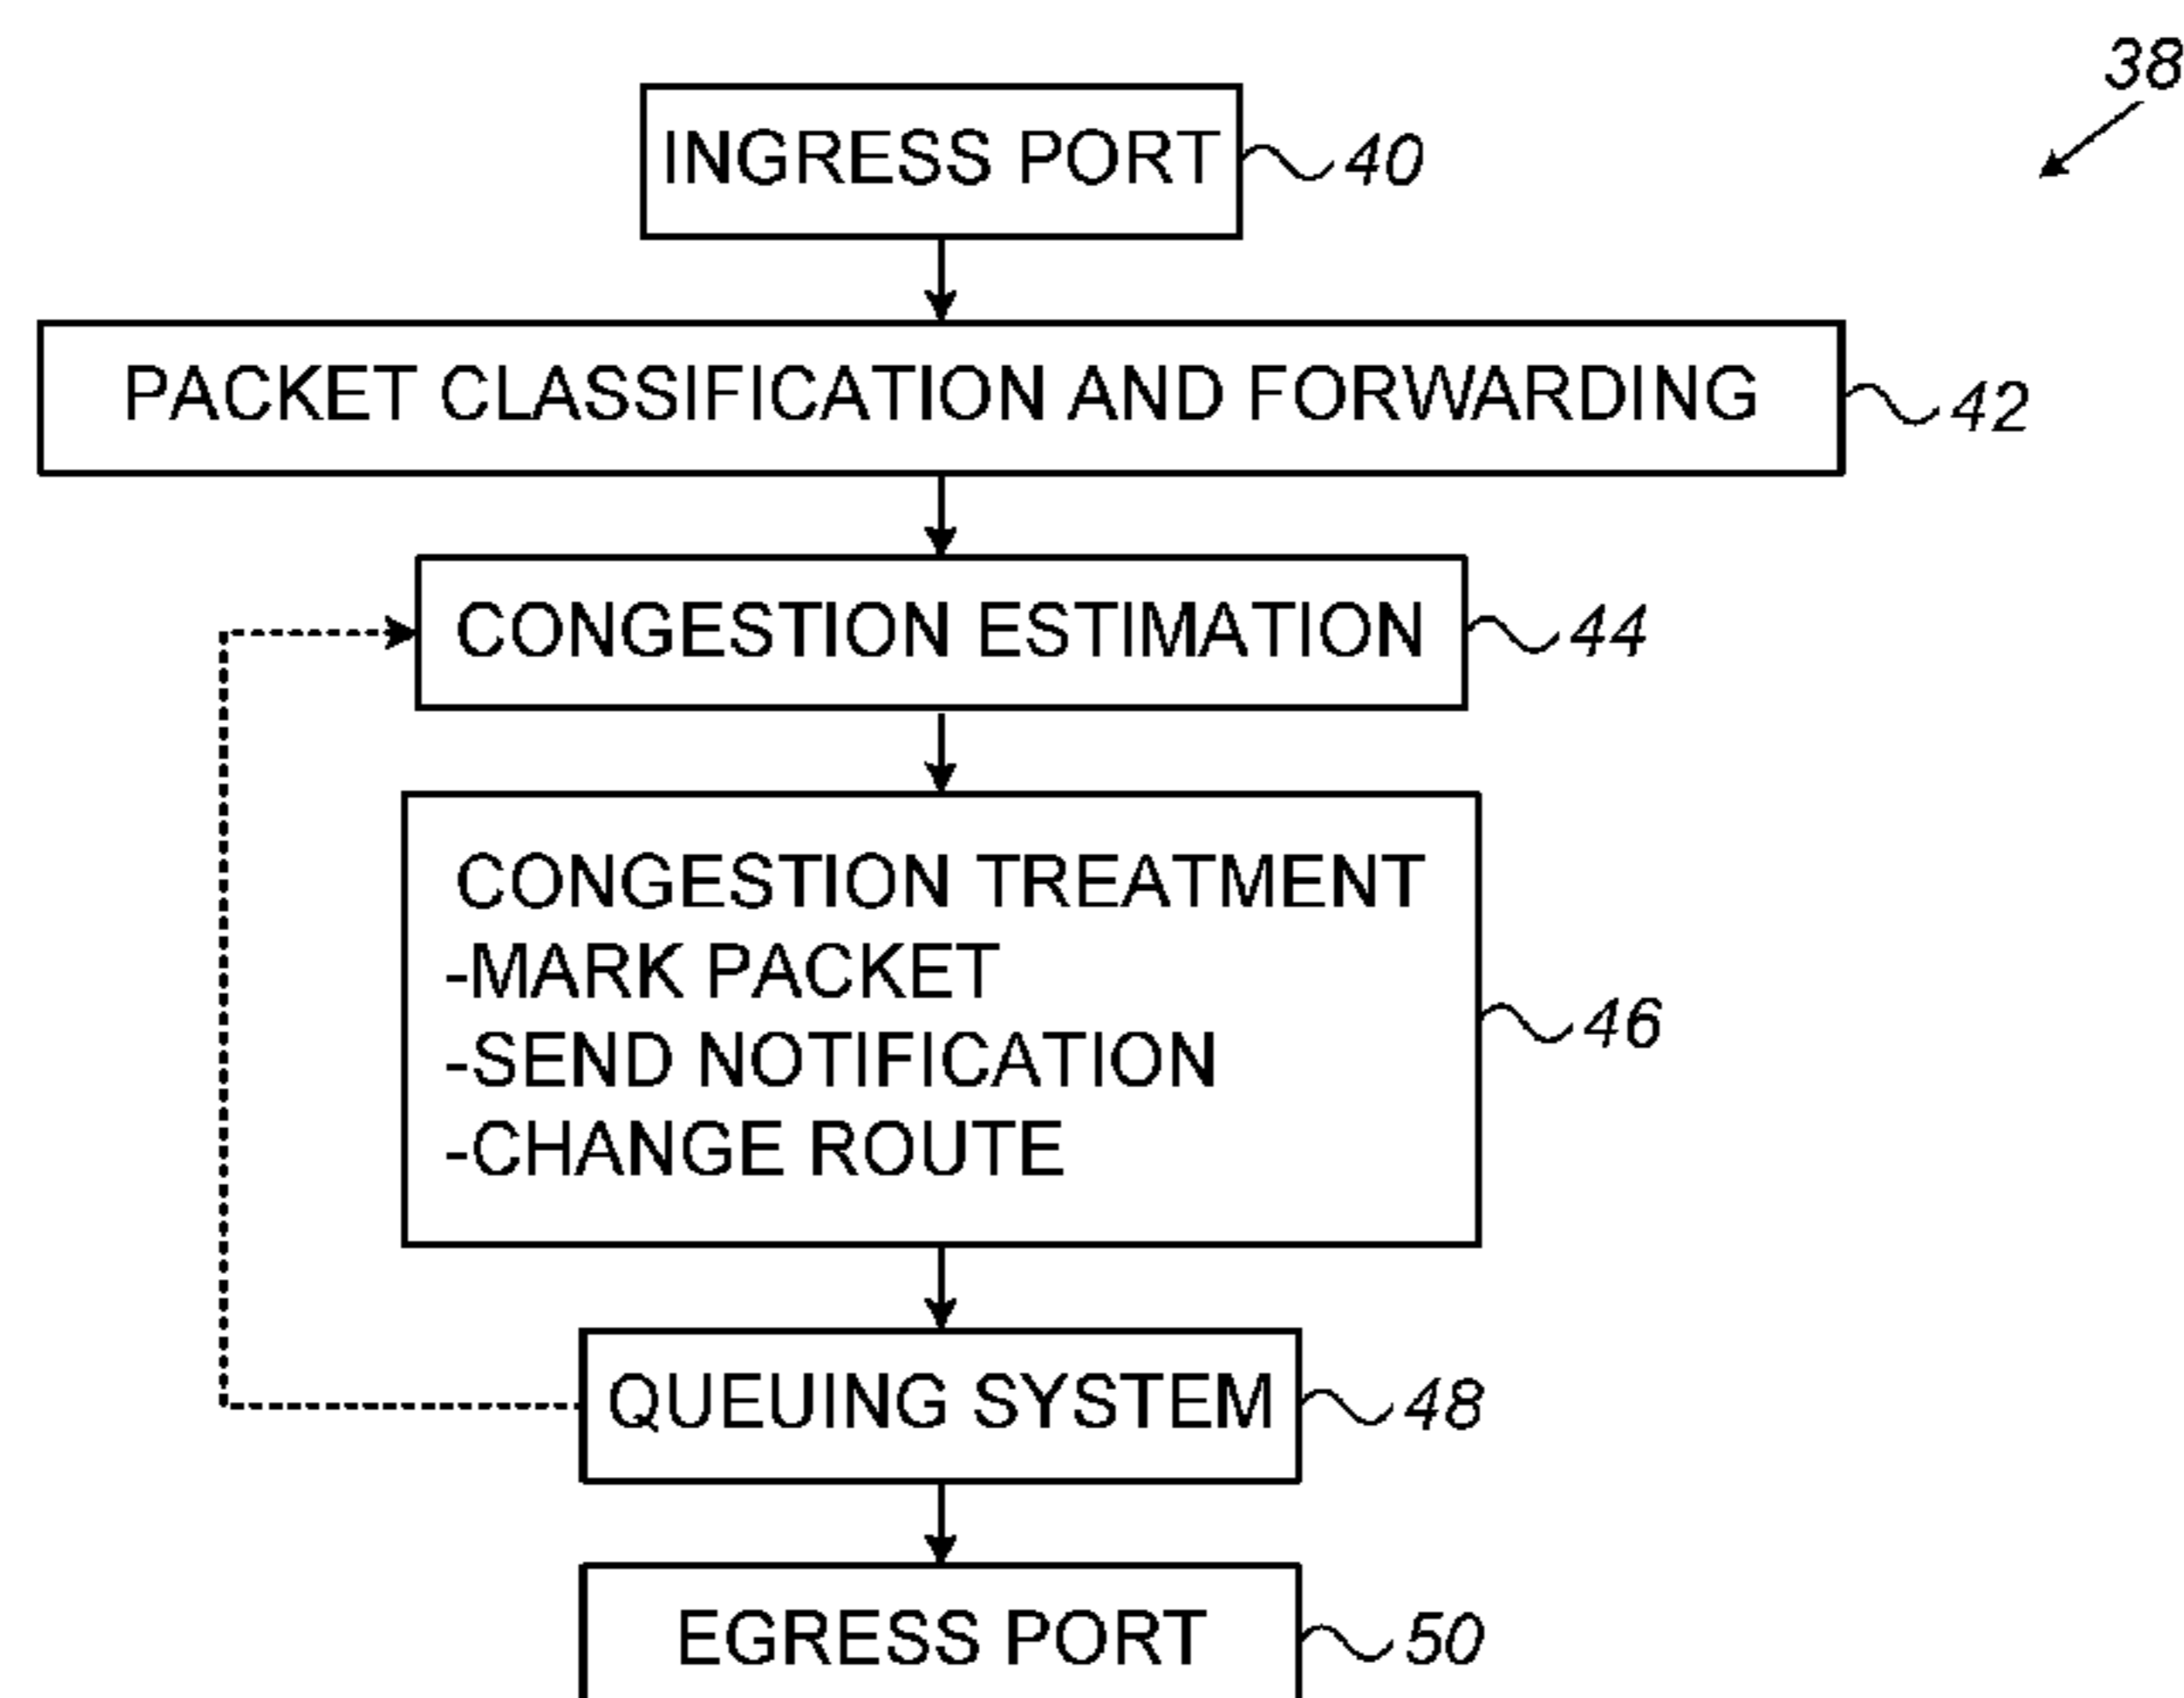 38
INGRESS PORT 40
PACKET CLASSIFICATION AND FORWARDING 42
CONGESTION ESTIMATION 44
CONGESTION TREATMENT
-MARK PACKET
-SEND NOTIFICATION 46
-CHANGE ROUTE
QUEUING SYSTEM 48
EGRESS PORT 50